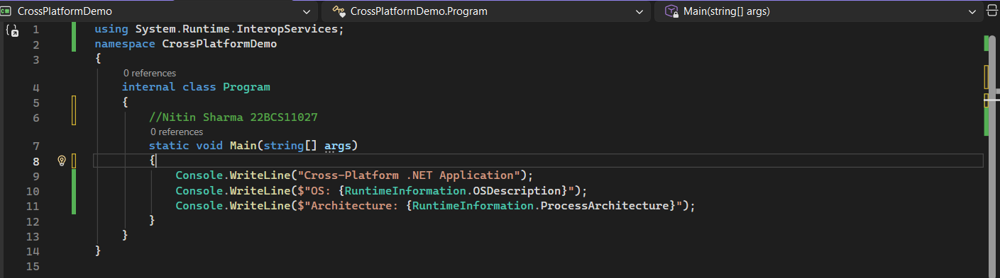 CrossPlatformDemo CrossPlatformDemo.Program Main(string[] args)
1 using System.Runtime.InteropServices;
2 namespace CrossPlatformDemo
3 {
0 references
4 internal class Program
5 {
6 //Nitin Sharma 22BCS11027
0 references
7 static void Main(string[] args)
8 {
9 Console.WriteLine("Cross-Platform .NET Application");
10 Console.WriteLine($"OS: {RuntimeInformation.OSDescription}");
11 Console.WriteLine($"Architecture: {RuntimeInformation.ProcessArchitecture}");
12 }
13 }
14 }
15